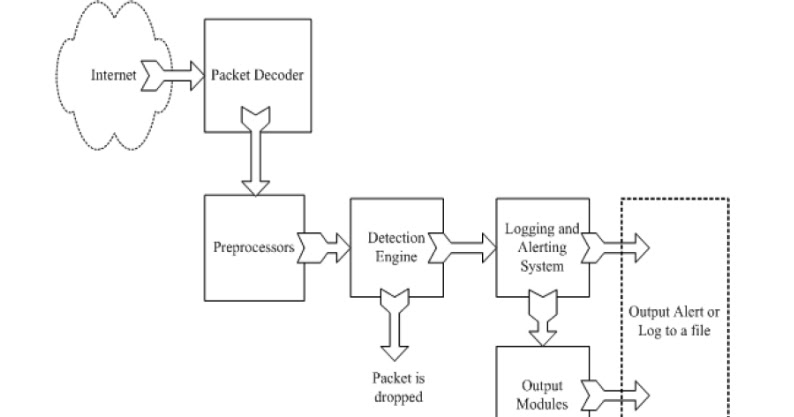 Internet
Packet Decoder
Preprocessors
Detection
Engine
Logging and
Alerting
System
Output Alert or
Log to a file
Packet is
dropped
Output
Modules